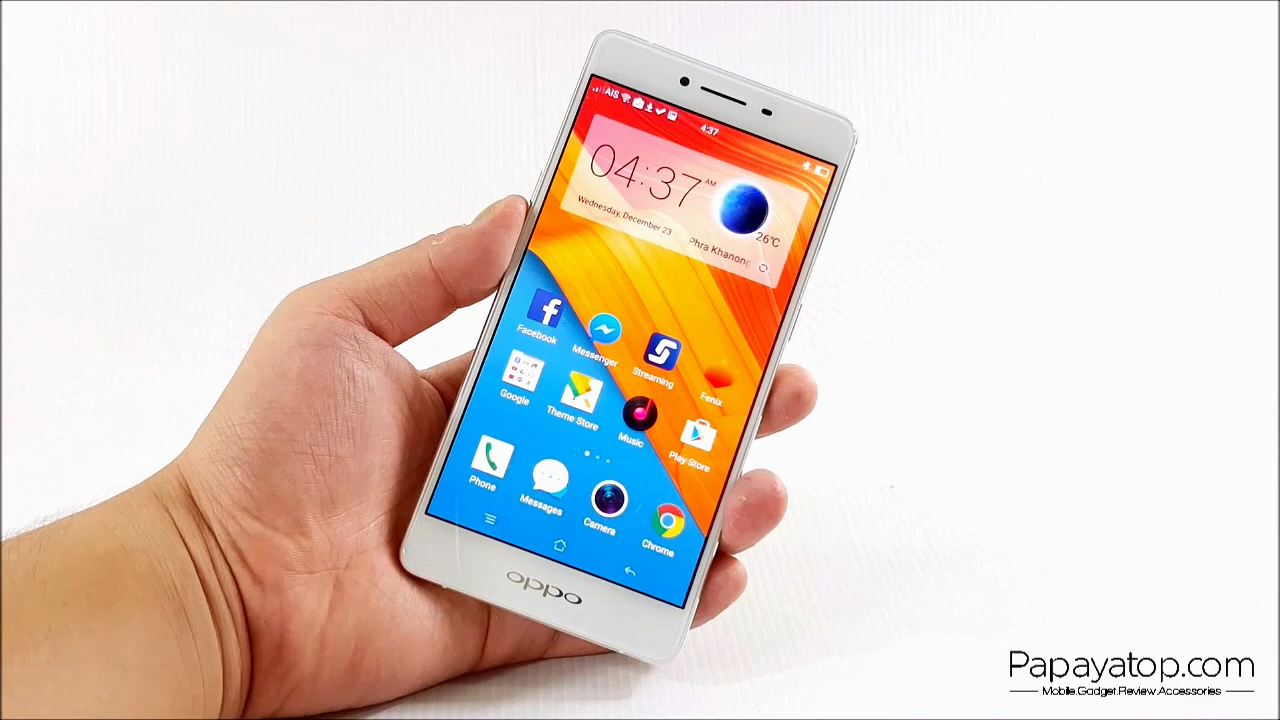 AIS
4:37
04:37 AM
Wednesday, December 23
26°C
Phra Khanong
Facebook
Messenger
Streaming
Fenix
Google
Theme Store
Music
Play Store
Phone
Messages
Camera
Chrome
oppo
Papayatop.com
Mobile.Gadget.Review.Accessories